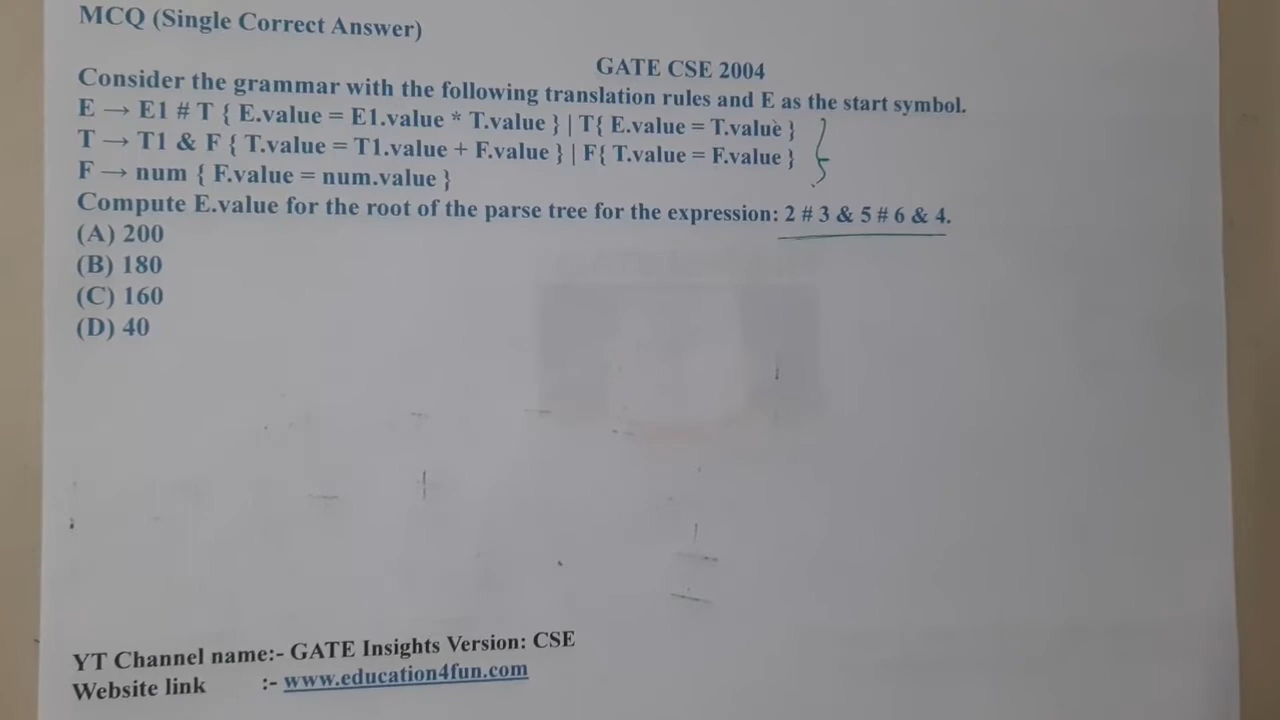 MCQ (Single Correct Answer)
GATE CSE 2004
Consider the grammar with the following translation rules and E as the start symbol.
E → E1 # T { E.value = E1.value * T.value } | T{ E.value = T.value }
T → T1 & F { T.value = T1.value + F.value } | F{ T.value = F.value }
F → num { F.value = num.value }
Compute E.value for the root of the parse tree for the expression: 2 # 3 & 5 # 6 & 4.
(A) 200
(B) 180
(C) 160
(D) 40
YT Channel name:- GATE Insights Version: CSE
Website link :- www.education4fun.com